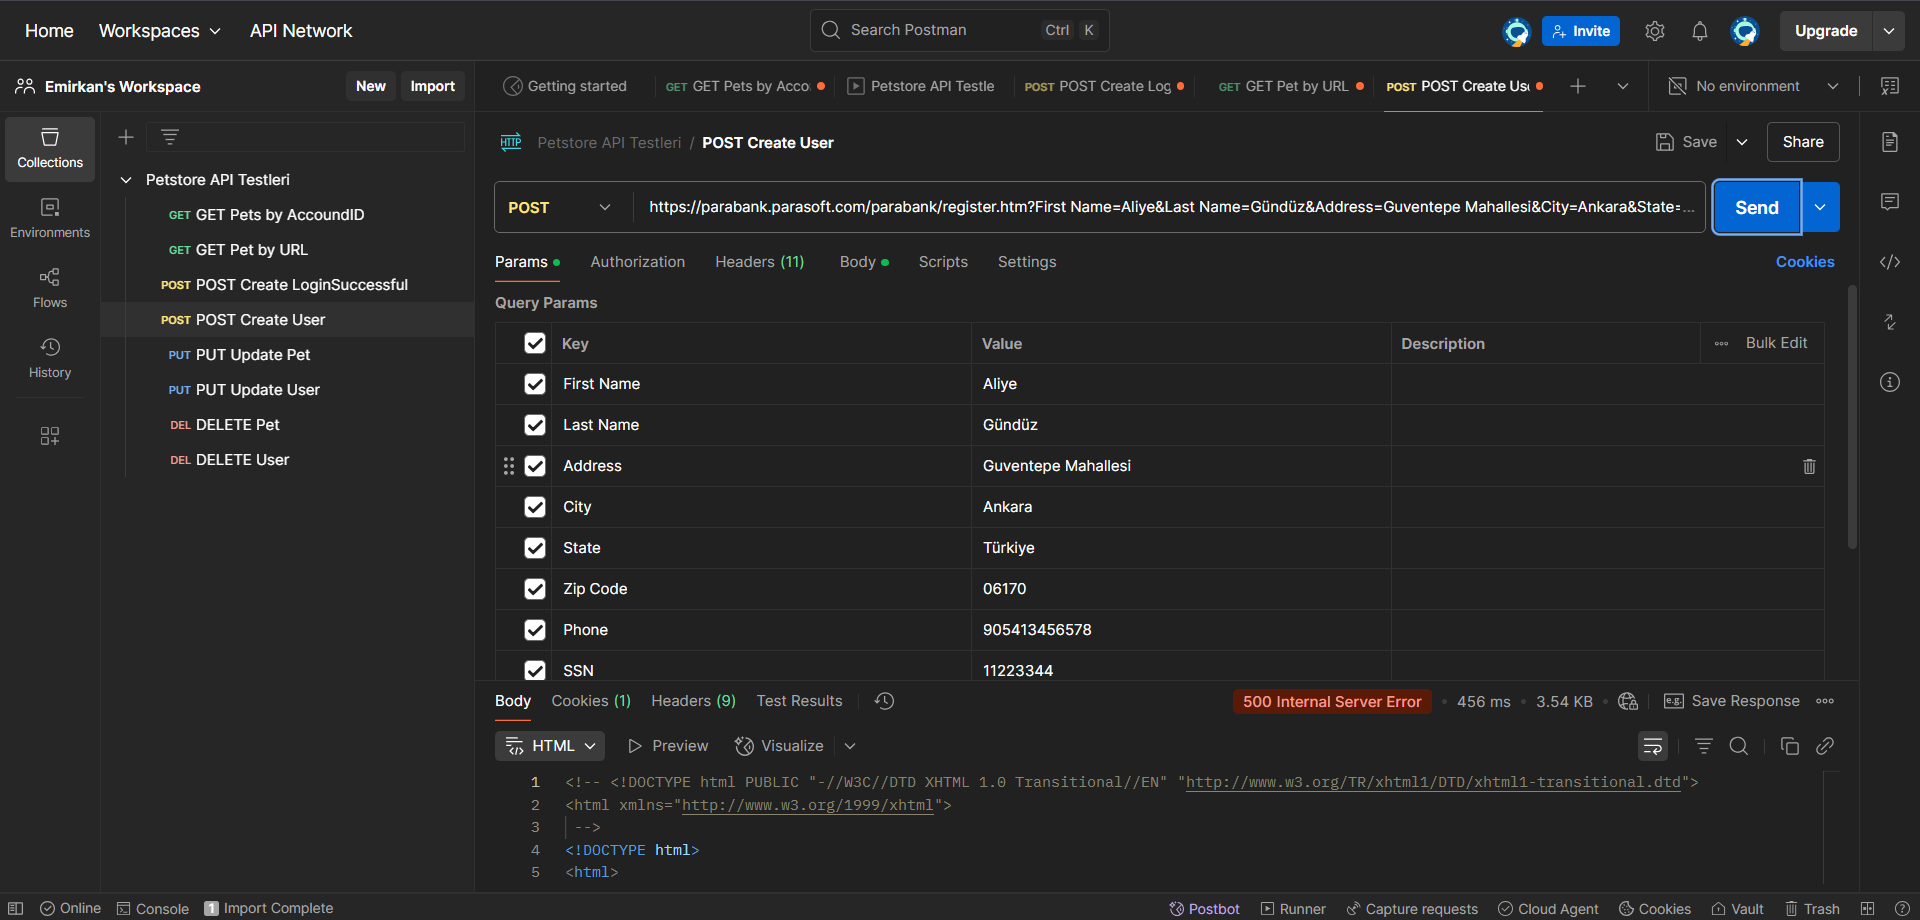 Home Workspaces API Network Search Postman Ctrl K Invite Upgrade
Emirkan's Workspace New Import
Getting started GET GET Pets by Accou Petstore API Testle POST POST Create Log GET GET Pet by URL POST POST Create Use No environment
Collections
Environments
Flows
History
Petstore API Testleri
GET GET Pets by AccoundID
GET GET Pet by URL
POST POST Create LoginSuccessful
POST POST Create User
PUT PUT Update Pet
PUT PUT Update User
DEL DELETE Pet
DEL DELETE User
HTTP Petstore API Testleri / POST Create User Save Share
POST https://parabank.parasoft.com/parabank/register.htm?First Name=Aliye&Last Name=Gündüz&Address=Guventepe Mahallesi&City=Ankara&State=... Send
Params Authorization Headers (11) Body Scripts Settings Cookies
Query Params
Key Value Description Bulk Edit
First Name Aliye
Last Name Gündüz
Address Guventepe Mahallesi
City Ankara
State Türkiye
Zip Code 06170
Phone 905413456578
SSN 11223344
Body Cookies (1) Headers (9) Test Results 500 Internal Server Error 456 ms 3.54 KB e.g. Save Response
HTML Preview Visualize
1 <!-- <!DOCTYPE html PUBLIC "-//W3C//DTD XHTML 1.0 Transitional//EN" "http://www.w3.org/TR/xhtml1/DTD/xhtml1-transitional.dtd">
2 <html xmlns="http://www.w3.org/1999/xhtml">
3 -->
4 <!DOCTYPE html>
5 <html>
Online Console 1 Import Complete Postbot Runner Capture requests Cloud Agent Cookies Vault Trash